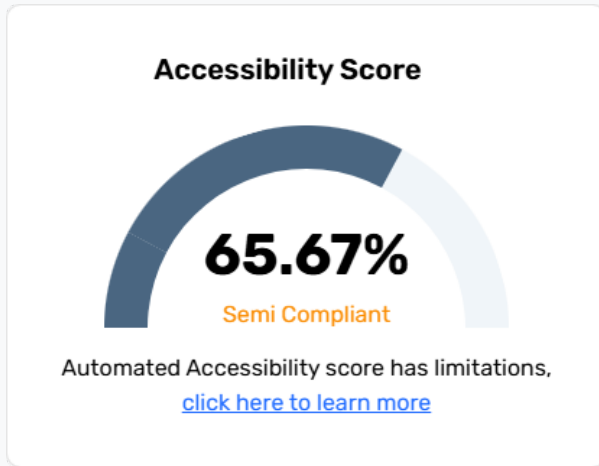 Accessibility Score
65.67%
Semi Compliant
Automated Accessibility score has limitations,
click here to learn more